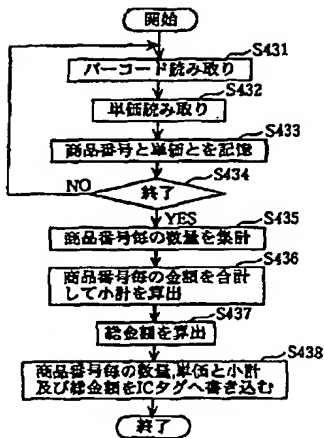 開始
S431
バーコード読み取り
S432
単価読み取り
S433
商品番号と単価とを記憶
S434
NO
終了
YES
S435
商品番号毎の数量を集計
S436
商品番号毎の金額を合計
して小計を算出
S437
総金額を算出
S438
商品番号毎の数量,単価と小計
及び総金額をICタグへ書き込む
終了